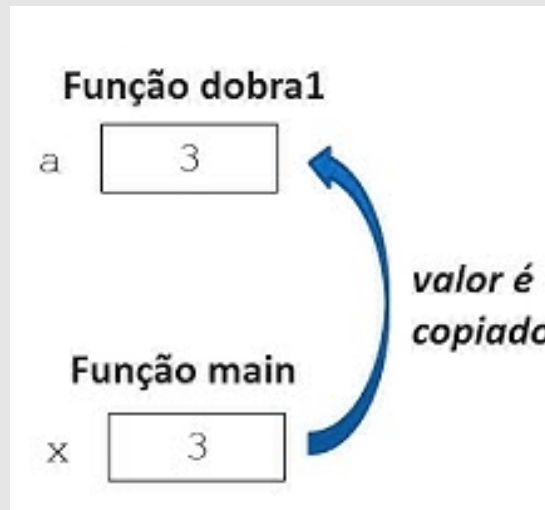 Função dobra1
a 3
valor é
copiado
Função main
x 3